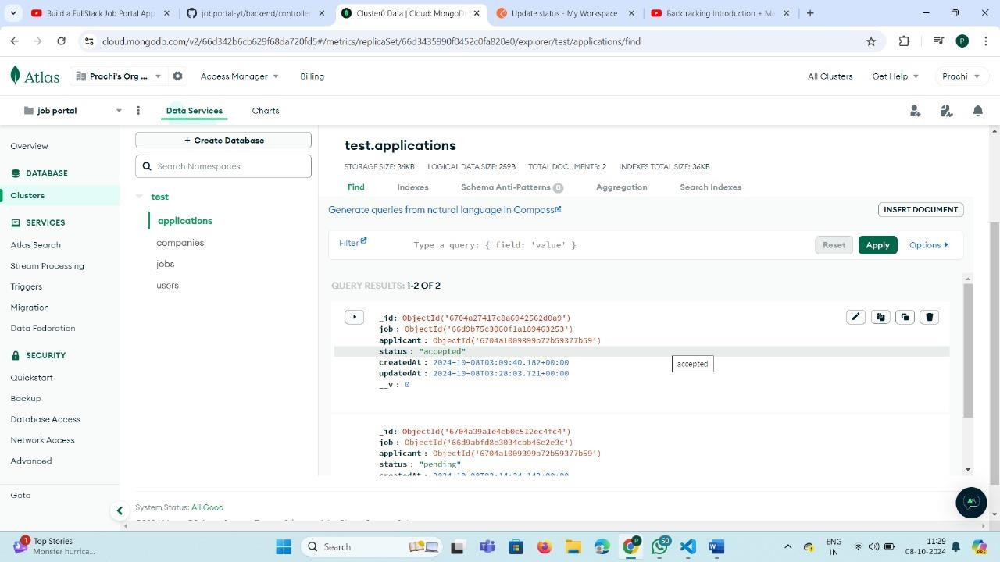 Build a FullStack Job Portal App
jobportal-yt/backend/controller
Cluster0 Data | Cloud: MongoD
Update status - My Workspace
Backtracking Introduction + Ma
cloud.mongodb.com/v2/66d342b6cb629f68da720fd5#/metrics/replicaSet/66d3435990f0452c0fa820e0/explorer/test/applications/find
P
Atlas
Prachi's Org ...
Access Manager
Billing
All Clusters
Get Help
Prachi
job portal
Data Services
Charts
Overview
DATABASE
Clusters
SERVICES
Atlas Search
Stream Processing
Triggers
Migration
Data Federation
SECURITY
Quickstart
Backup
Database Access
Network Access
Advanced
Goto
+ Create Database
Search Namespaces
test
applications
companies
jobs
users
test.applications
STORAGE SIZE: 36KB LOGICAL DATA SIZE: 259B TOTAL DOCUMENTS: 2 INDEXES TOTAL SIZE: 36KB
Find Indexes Schema Anti-Patterns 0 Aggregation Search Indexes
Generate queries from natural language in Compass
INSERT DOCUMENT
Filter
Type a query: { field: 'value' }
Reset
Apply
Options
QUERY RESULTS: 1-2 OF 2
_id: ObjectId('6704a27417c8a6942562d0a9')
job: ObjectId('66d9b75c3060f1a189463253')
applicant: ObjectId('6704a1009399b72b59377b59')
status: "accepted"
accepted
createdAt: 2024-10-08T03:09:40.182+00:00
updatedAt: 2024-10-08T03:28:03.721+00:00
__v: 0
_id: ObjectId('6704a39a1e4eb0c512ec4fc4')
job: ObjectId('66d9abfd8e3034cbb46e2e3c')
applicant: ObjectId('6704a1009399b72b59377b59')
status: "pending"
System Status: All Good
1
Top Stories
Monster hurrica...
Search
P
50
ENG
IN
11:29
08-10-2024
PRE